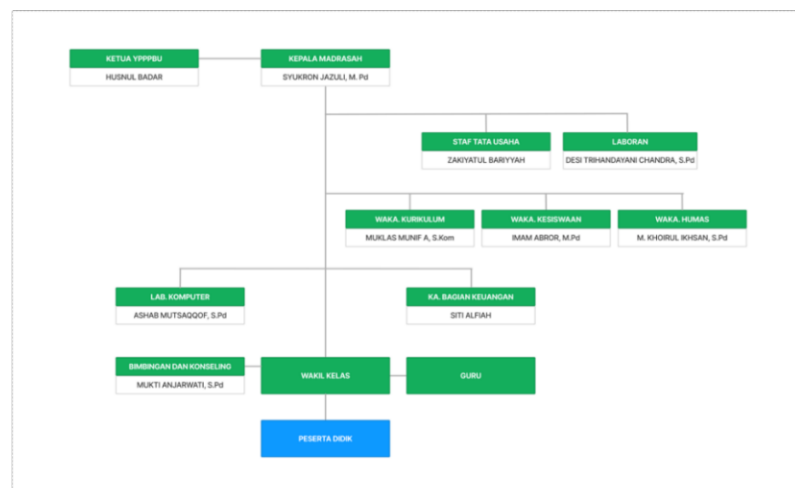 KETUA YPPPBU
HUSNUL BADAR
KEPALA MADRASAH
SYUKRON JAZULI, M. Pd
STAF TATA USAHA
ZAKIYATUL BARIYYAH
LABORAN
DESI TRIHANDAYANI CHANDRA, S.Pd
WAKA. KURIKULUM
MUKLAS MUNIF A, S.Kom
WAKA. KESISWAAN
IMAM ABROR, M.Pd
WAKA. HUMAS
M. KHOIRUL IKHSAN, S.Pd
LAB. KOMPUTER
ASHAB MUTSAQQOF, S.Pd
KA. BAGIAN KEUANGAN
SITI ALFIAH
BIMBINGAN DAN KONSELING
MUKTI ANJARWATI, S.Pd
WAKIL KELAS
GURU
PESERTA DIDIK